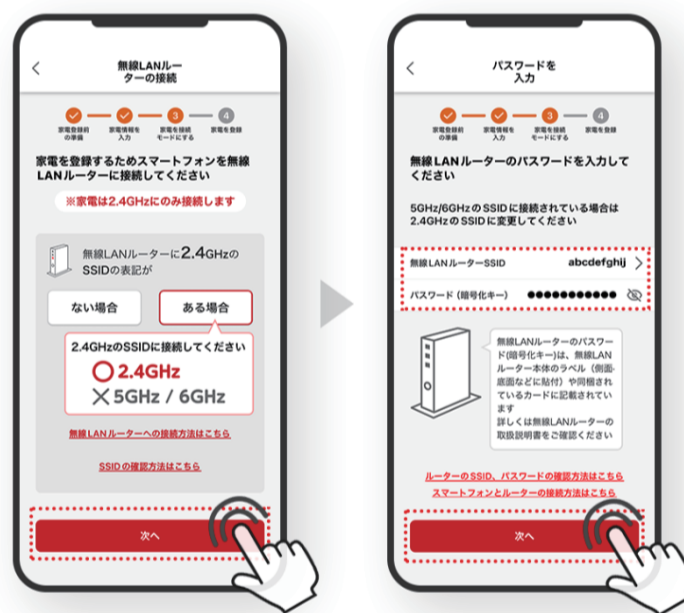 無線LANルー
ターの接続
家電登録前
の準備
家電情報を
入力
3
家電を接続
モードにする
4
家電を登録
家電を登録するためスマートフォンを無線
LANルーターに接続してください
※家電は2.4GHzにのみ接続します
無線LANルーターに2.4GHzの
SSIDの表記が
ない場合
ある場合
2.4GHzのSSIDに接続してください
2.4GHz
5GHz / 6GHz
無線LANルーターへの接続方法はこちら
SSIDの確認方法はこちら
次へ
パスワードを
入力
家電登録前
の準備
家電情報を
入力
3
家電を接続
モードにする
4
家電を登録
無線LANルーターのパスワードを入力して
ください
5GHz/6GHzのSSIDに接続されている場合は
2.4GHzのSSIDに変更してください
無線LANルーターSSID abcdefghij
パスワード（暗号化キー） ●●●●●●●●●●●
無線LANルーターのパスワー
ド(暗号化キー)は、無線LAN
ルーター本体のラベル（側面·
底面などに貼付）や同梱され
ているカードに記載されてい
ます
詳しくは無線LANルーターの
取扱説明書をご確認ください
ルーターのSSID、パスワードの確認方法はこちら
スマートフォンとルーターの接続方法はこちら
次へ